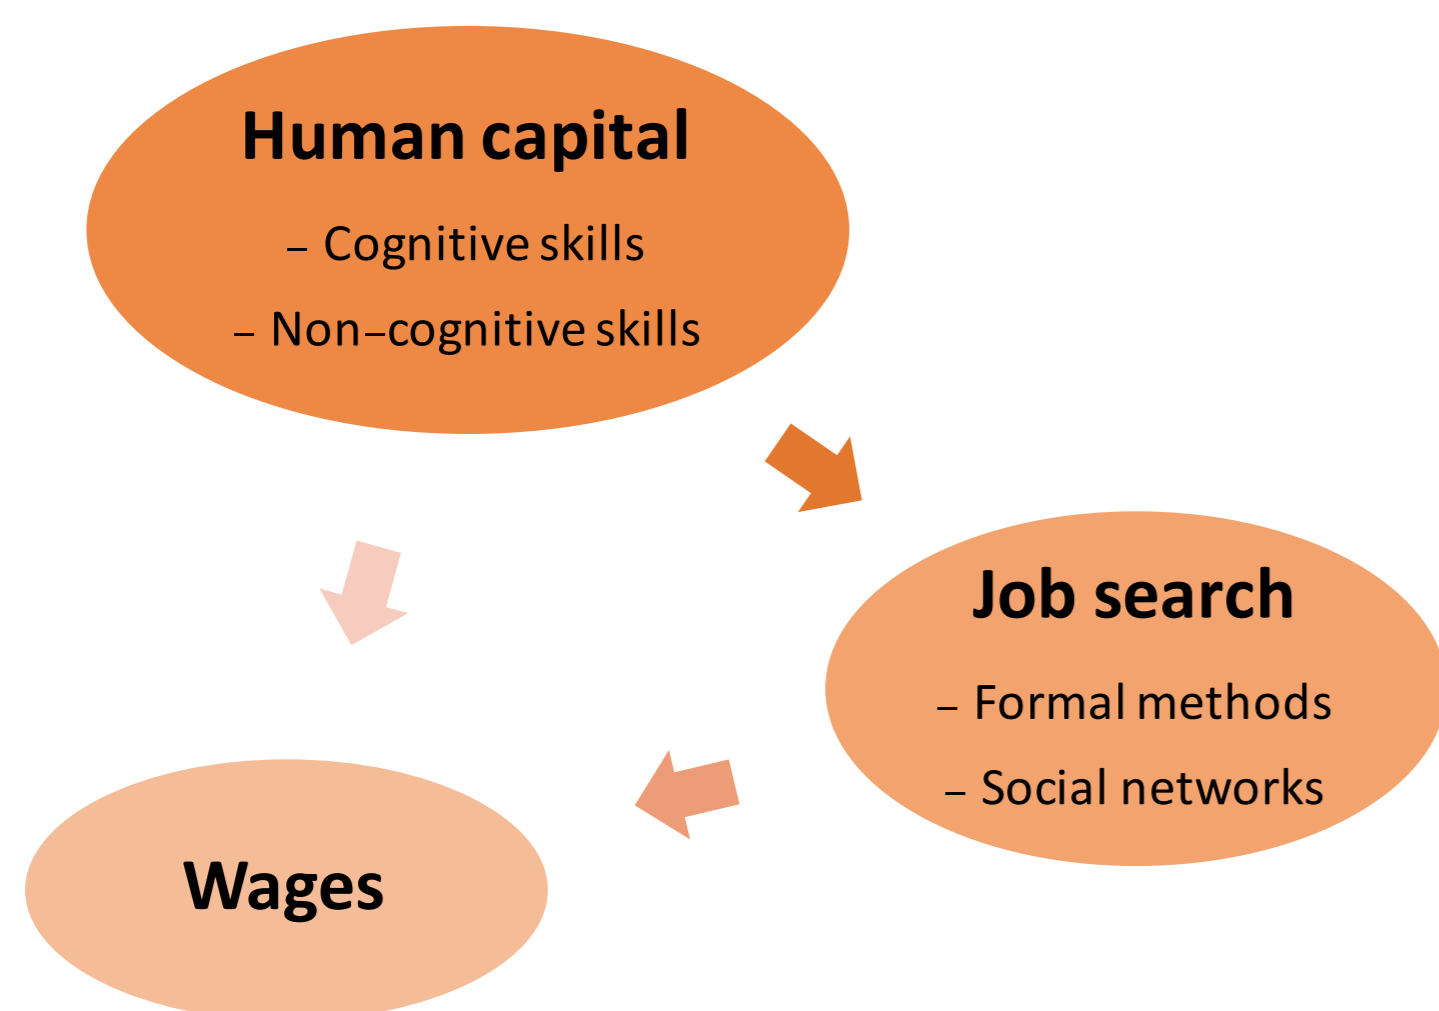 Human capital
– Cognitive skills
– Non–cognitive skills
Job search
– Formal methods
– Social networks
Wages